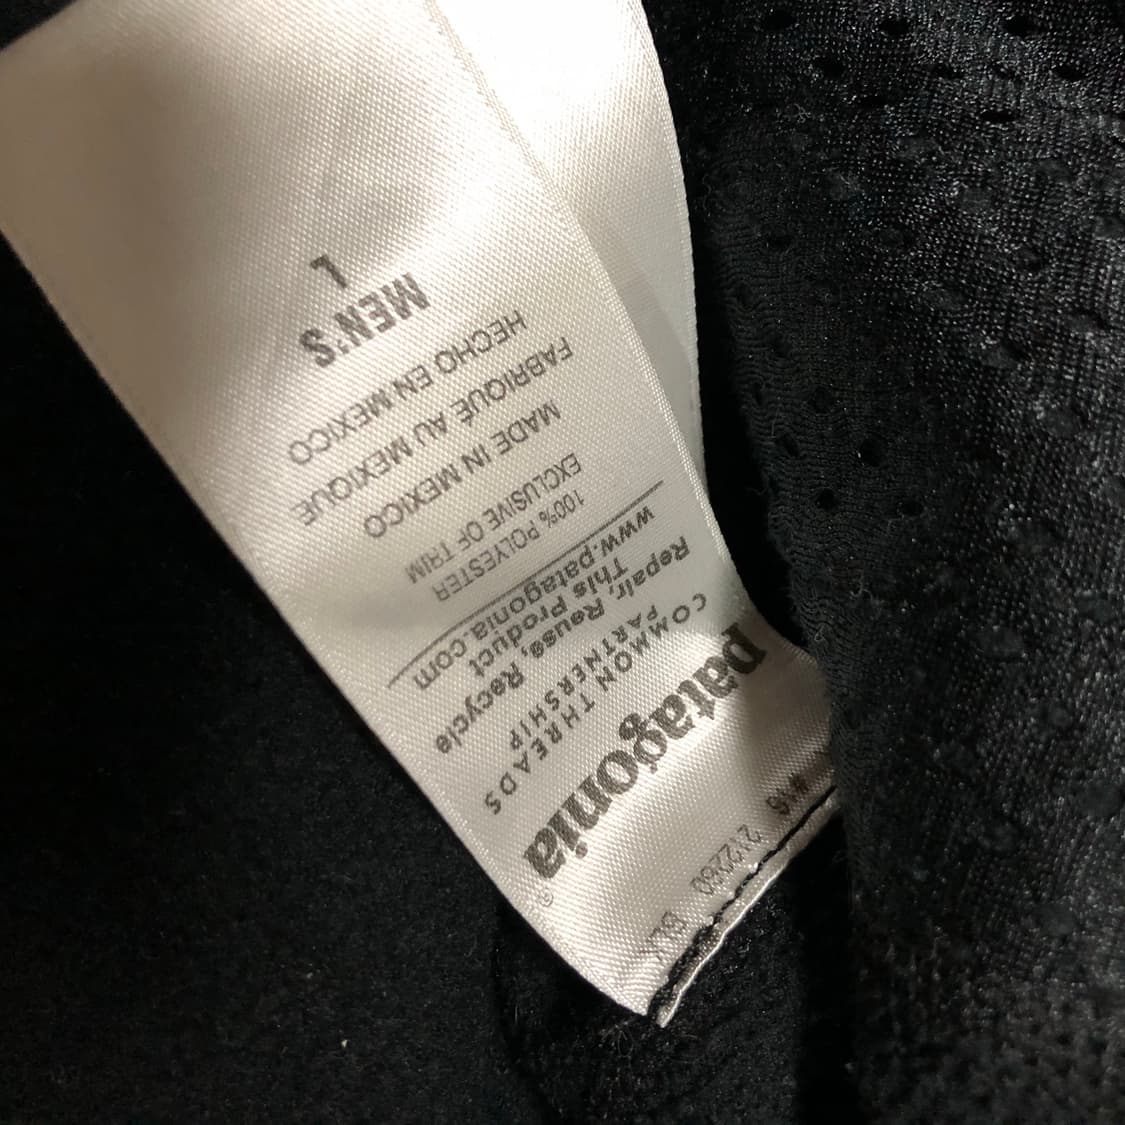 patagonia®
COMMON THREADS
PARTNERSHIP
Repair, Reuse, Recycle
This Product
www.patagonia.com
100% POLYESTER
EXCLUSIVE OF TRIM
MADE IN MEXICO
FABRIQUÉ AU MEXIQUE
HECHO EN MEXICO
MEN'S
L